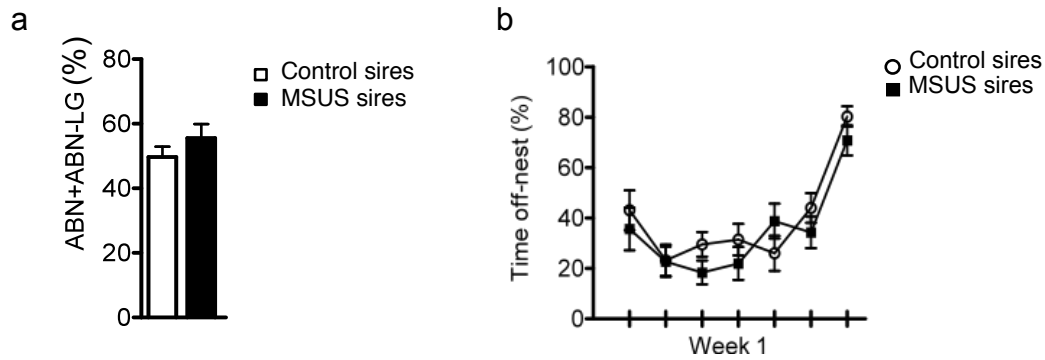 a
ABN+ABN-LG (%)
80
60
40
20
0
Control sires
MSUS sires
b
Time off-nest (%)
100
80
60
40
20
0
Week 1
Control sires
MSUS sires